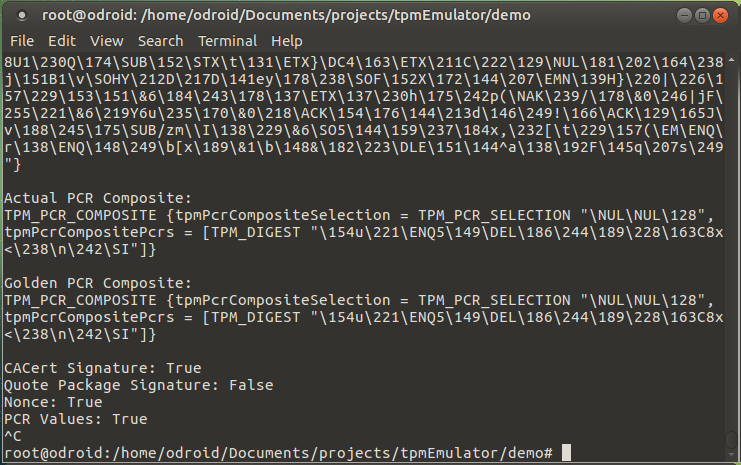 root@odroid: /home/odroid/Documents/projects/tpmEmulator/demo
File Edit View Search Terminal Help
8U1\230Q\174\SUB\152\STX\t\131\ETX}\DC4\163\ETX\211C\222\129\NUL\181\202\164\238
j\151B1\v\SOHY\212D\217D\141ey\178\238\SOF\152X\172\144\207\EMN\139H}\220|\226\1
57\229\153\151\&6\184\243\178\137\ETX\137\230h\175\242p(\NAK\239/\178\&0\246|jF\
255\221\&6\219Y6u\235\170\&0\218\ACK\154\176\144\213d\146\249!\166\ACK\129\165J\
v\188\245\175\SUB/zm\\I\138\229\&6\SO5\144\159\237\184x,\232[\t\229\157(\EM\ENQ\
r\138\ENQ\148\249\b[x\189\&1\b\148&\182\223\DLE\151\144^a\138\192F\145q\207s\249
"}
Actual PCR Composite:
TPM_PCR_COMPOSITE {tpmPcrCompositeSelection = TPM_PCR_SELECTION "\NUL\NUL\128",
tpmPcrCompositePcrs = [TPM_DIGEST "\154u\221\ENQ5\149\DEL\186\244\189\228\163C8x
<\238\n\242\SI"]}
Golden PCR Composite:
TPM_PCR_COMPOSITE {tpmPcrCompositeSelection = TPM_PCR_SELECTION "\NUL\NUL\128",
tpmPcrCompositePcrs = [TPM_DIGEST "\154u\221\ENQ5\149\DEL\186\244\189\228\163C8x
<\238\n\242\SI"]}
CACert Signature: True
Quote Package Signature: False
Nonce: True
PCR Values: True
^C
root@odroid:/home/odroid/Documents/projects/tpmEmulator/demo#